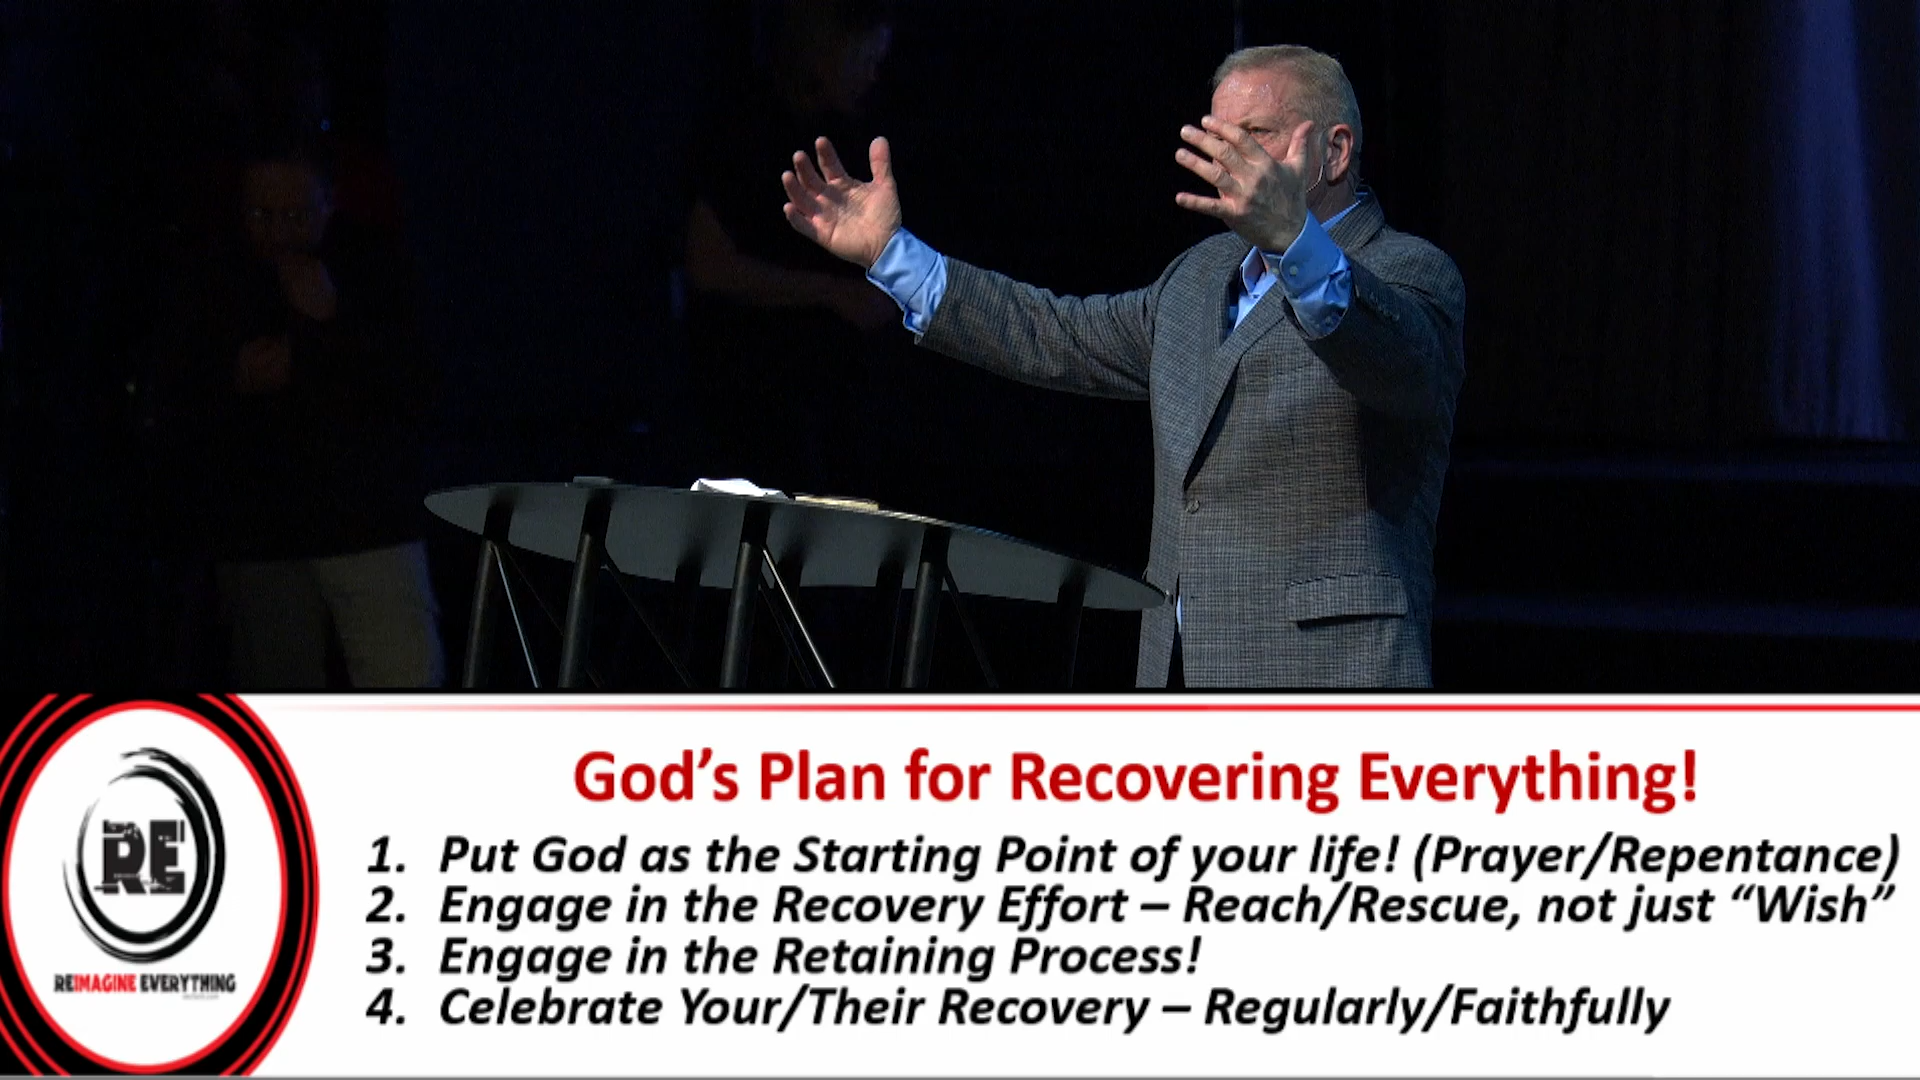 God's Plan for Recovering Everything!
1. Put God as the Starting Point of your life! (Prayer/Repentance)
2. Engage in the Recovery Effort – Reach/Rescue, not just “Wish”
3. Engage in the Retaining Process!
4. Celebrate Your/Their Recovery – Regularly/Faithfully
RE
REIMAGINE EVERYTHING